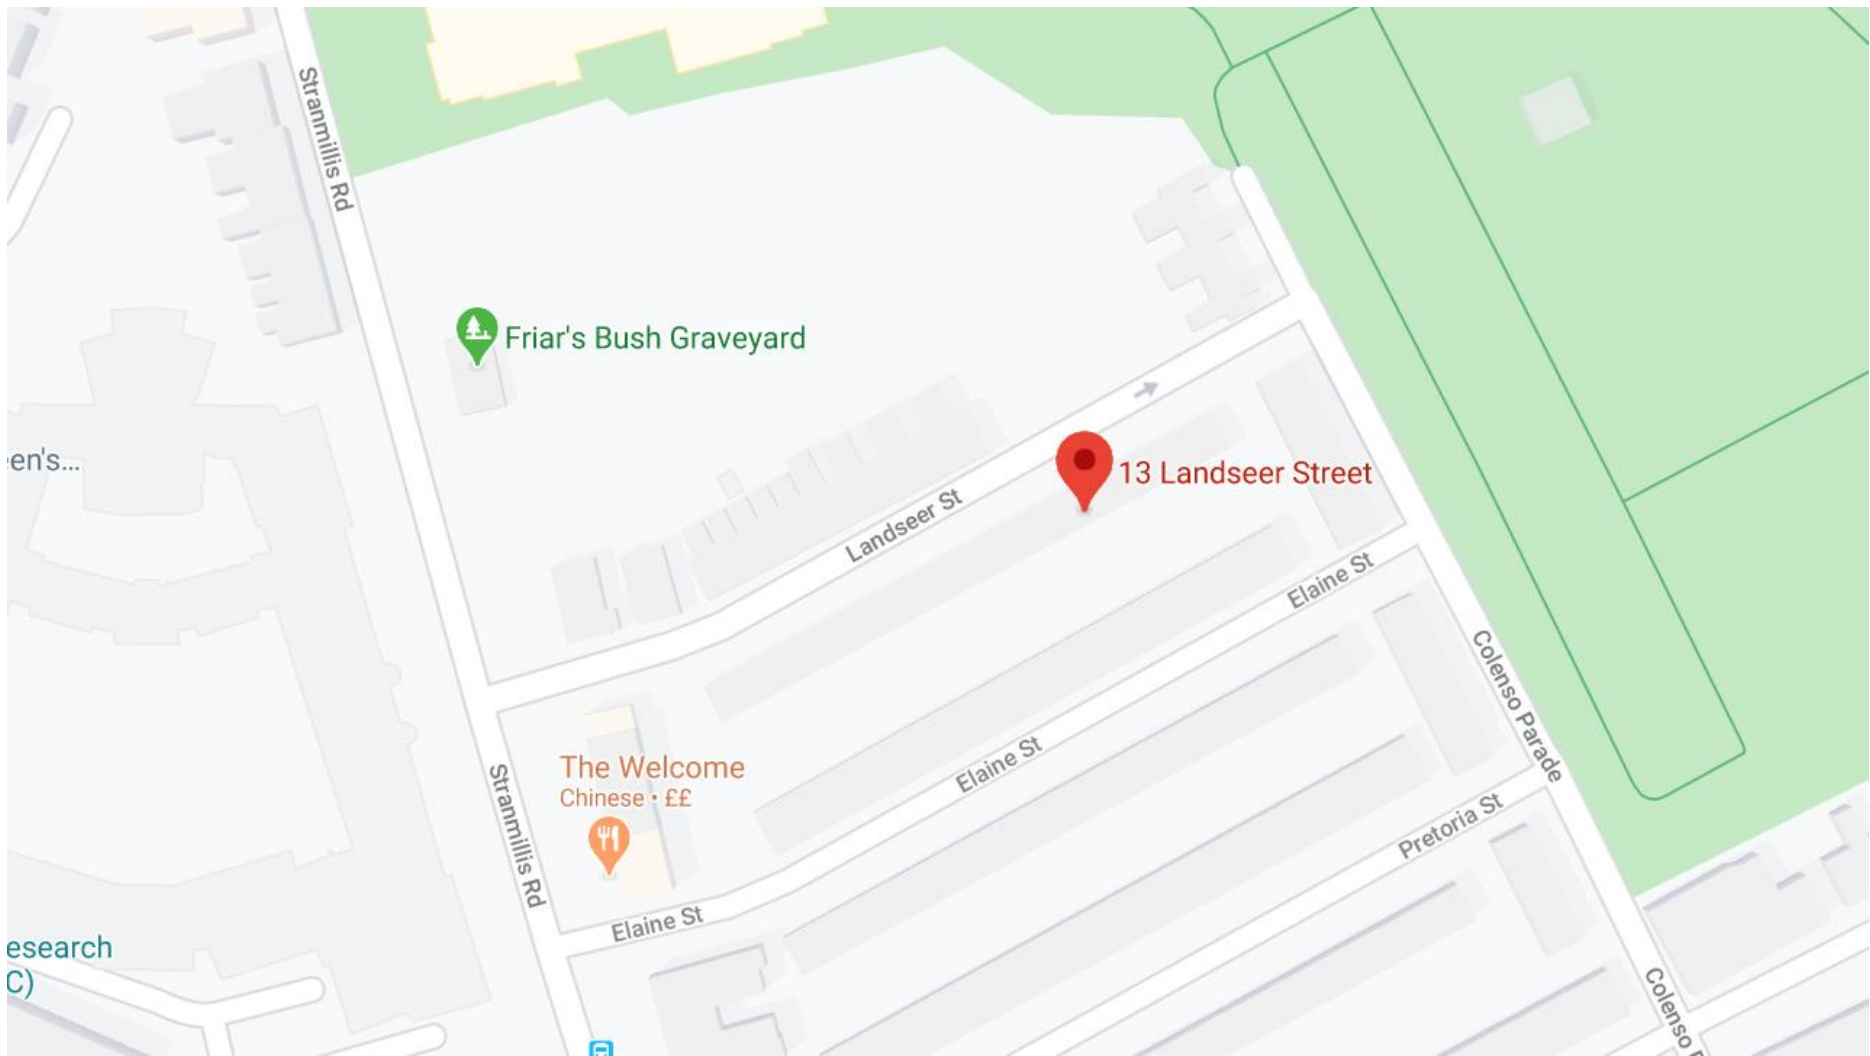 Stranmillis Rd
Friar's Bush Graveyard
en's...
13 Landseer Street
Landseer St
Elaine St
Colenso Parade
Elaine St
The Welcome
Chinese • ££
Pretoria St
Stranmillis Rd
Elaine St
esearch
C)
Colenso P